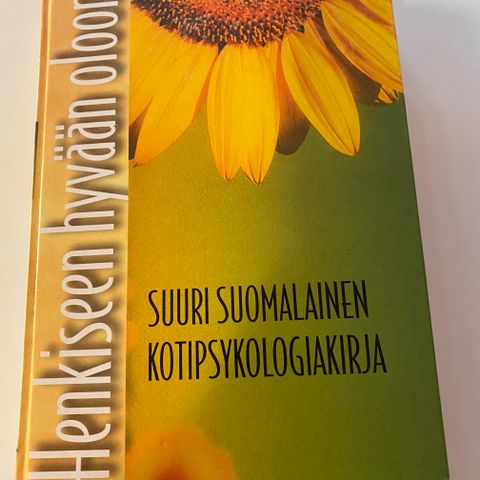 Henkiseen hyvään oloon
SUURI SUOMALAINEN
KOTIPSYKOLOGIAKIRJA